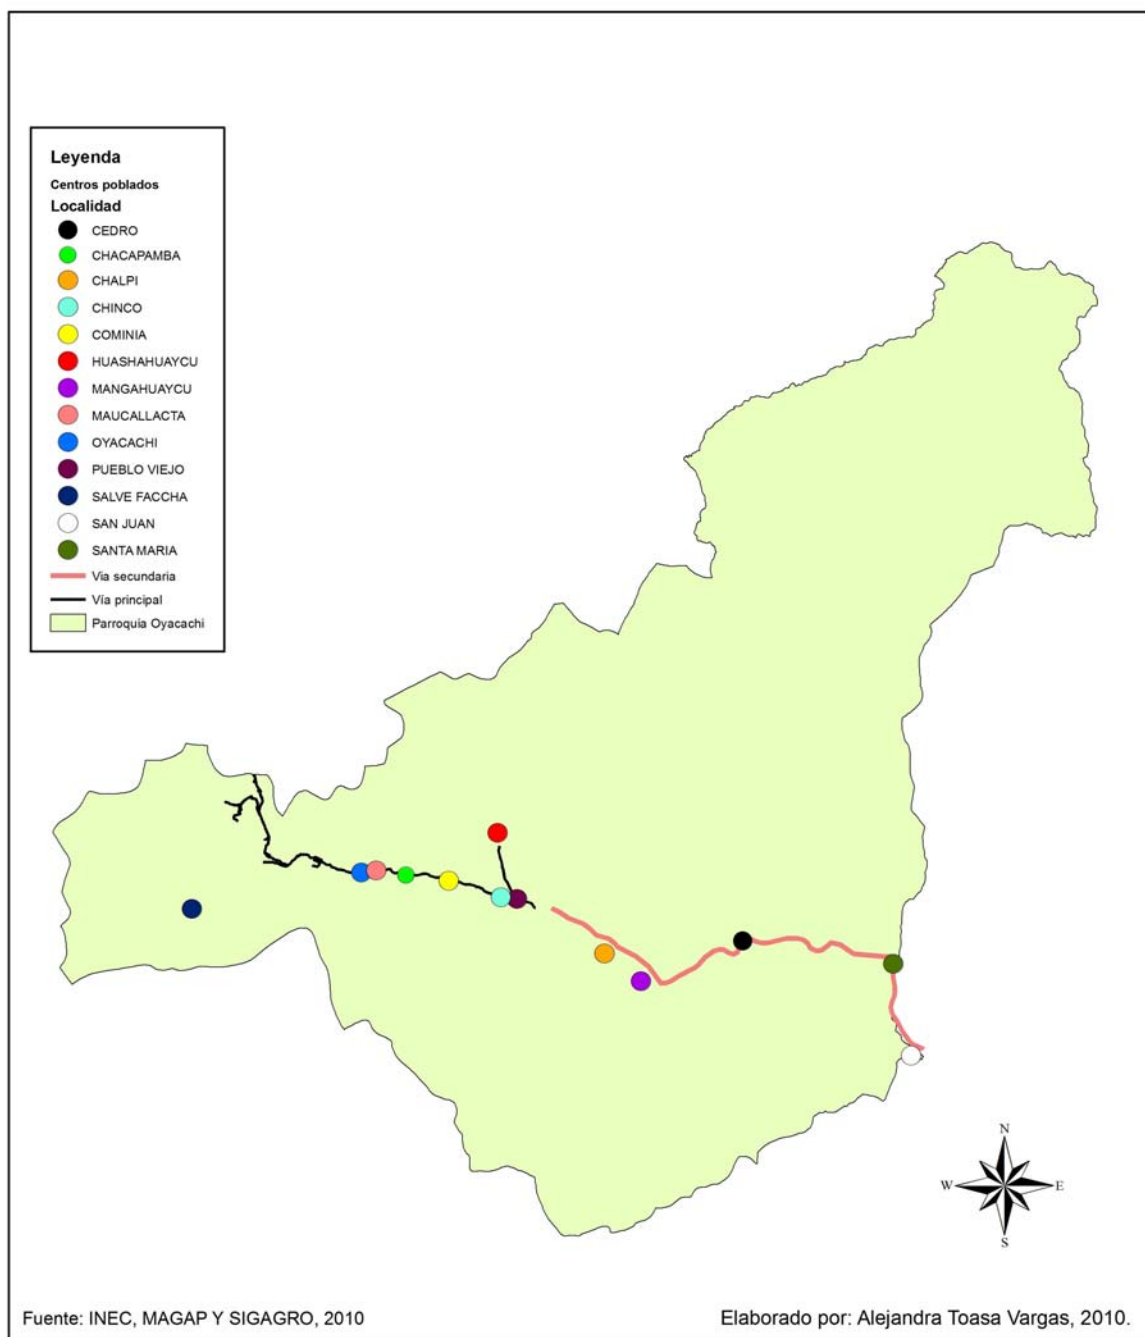 Leyenda
Centros poblados
Localidad
CEDRO
CHACAPAMBA
CHALPI
CHINCO
COMINIA
HUASHAHUAYCU
MANGAHUAYCU
MAUCALLACTA
OYACACHI
PUEBLO VIEJO
SALVE FACCHA
SAN JUAN
SANTA MARIA
Via secundaria
Vía principal
Parroquia Oyacachi
N
W E
S
Fuente: INEC, MAGAP Y SIGAGRO, 2010
Elaborado por: Alejandra Toasa Vargas, 2010.